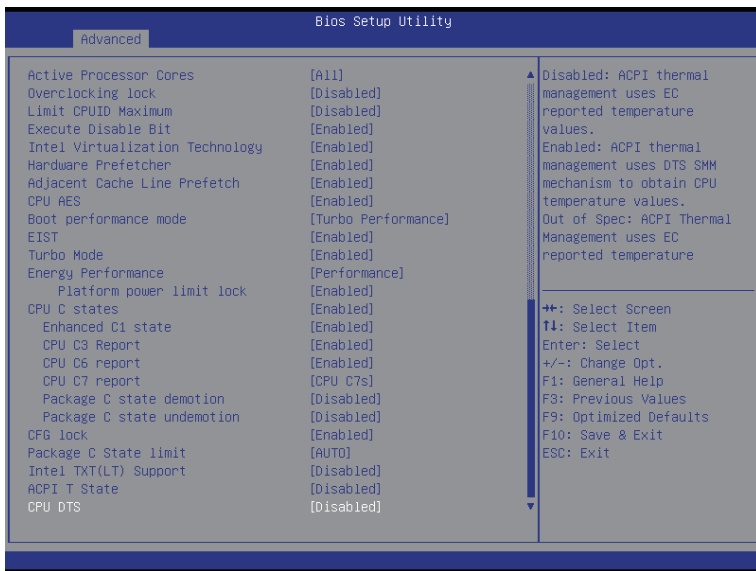 Bios Setup Utility
Advanced
Active Processor Cores [All]
Overclocking lock [Disabled]
Limit CPUID Maximum [Disabled]
Execute Disable Bit [Enabled]
Intel Virtualization Technology [Enabled]
Hardware Prefetcher [Enabled]
Adjacent Cache Line Prefetch [Enabled]
CPU AES [Enabled]
Boot performance mode [Turbo Performance]
EIST [Enabled]
Turbo Mode [Enabled]
Energy Performance [Performance]
Platform power limit lock [Enabled]
CPU C states [Enabled]
Enhanced C1 state [Enabled]
CPU C3 Report [Enabled]
CPU C6 report [Enabled]
CPU C7 report [CPU C7s]
Package C state demotion [Disabled]
Package C state undemotion [Disabled]
CFG lock [Enabled]
Package C State limit [AUTO]
Intel TXT(LT) Support [Disabled]
ACPI T State [Disabled]
CPU DTS [Disabled]
Disabled: ACPI thermal
management uses EC
reported temperature
values.
Enabled: ACPI thermal
management uses DTS SMM
mechanism to obtain CPU
temperature values.
Out of Spec: ACPI Thermal
Management uses EC
reported temperature
→←: Select Screen
↑↓: Select Item
Enter: Select
+/-: Change Opt.
F1: General Help
F3: Previous Values
F9: Optimized Defaults
F10: Save & Exit
ESC: Exit